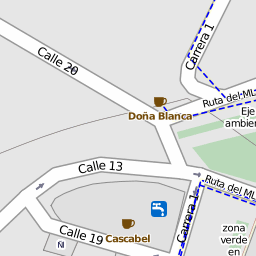 Carrera 1
Calle 20
Ruta del ML
Doña Blanca
Eje
ambien
Calle 13
Ruta del ML
Carrera 1
Calle 19
Cascabel
zona
verde
en